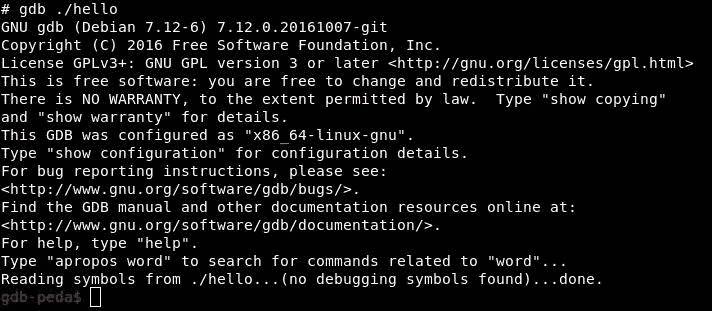 # gdb ./hello
GNU gdb (Debian 7.12-6) 7.12.0.20161007-git
Copyright (C) 2016 Free Software Foundation, Inc.
License GPLv3+: GNU GPL version 3 or later <http://gnu.org/licenses/gpl.html>
This is free software: you are free to change and redistribute it.
There is NO WARRANTY, to the extent permitted by law.  Type "show copying"
and "show warranty" for details.
This GDB was configured as "x86_64-linux-gnu".
Type "show configuration" for configuration details.
For bug reporting instructions, please see:
<http://www.gnu.org/software/gdb/bugs/>.
Find the GDB manual and other documentation resources online at:
<http://www.gnu.org/software/gdb/documentation/>.
For help, type "help".
Type "apropos word" to search for commands related to "word"...
Reading symbols from ./hello...(no debugging symbols found)...done.
gdb-peda$